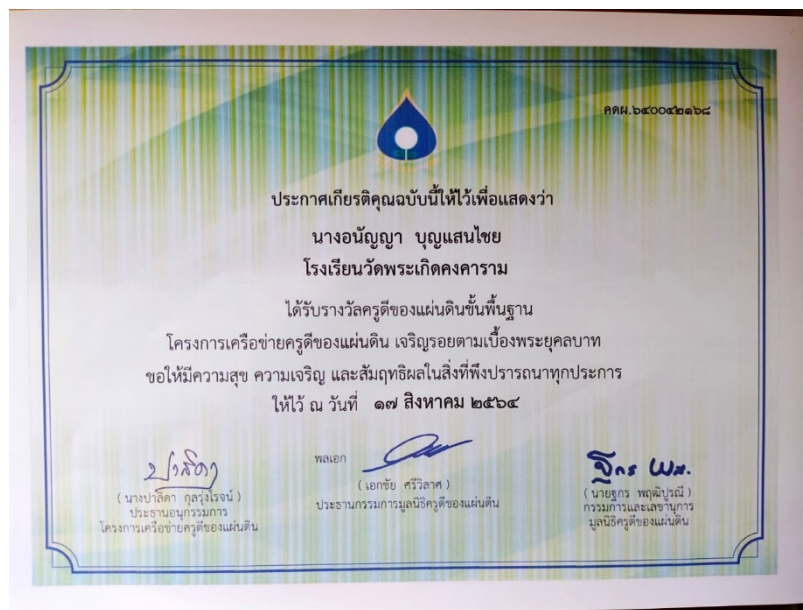 คดผ.๖๔๐๐๔๒๑๖๘
ประกาศเกียรติคุณฉบับนี้ให้ไว้เพื่อแสดงว่า
นางอนัญญา บุญแสนไชย
โรงเรียนวัดพระเกิดคงคาราม
ได้รับรางวัลครูดีของแผ่นดินขั้นพื้นฐาน
โครงการเครือข่ายครูดีของแผ่นดิน เจริญรอยตามเบื้องพระยุคลบาท
ขอให้มีความสุข ความเจริญ และสัมฤทธิผลในสิ่งที่พึงปรารถนาทุกประการ
ให้ไว้ ณ วันที่ ๑๗ สิงหาคม ๒๕๖๔
ปาลิดา
( นางปาลิดา กุลรุ่งโรจน์ )
ประธานอนุกรรมการ
โครงการเครือข่ายครูดีของแผ่นดิน
พลเอก
( เอกชัย ศรีวิลาศ )
ประธานกรรมการมูลนิธิครูดีของแผ่นดิน
( นายฐกร พฤฒิปูรณี )
กรรมการและเลขานุการ
มูลนิธิครูดีของแผ่นดิน